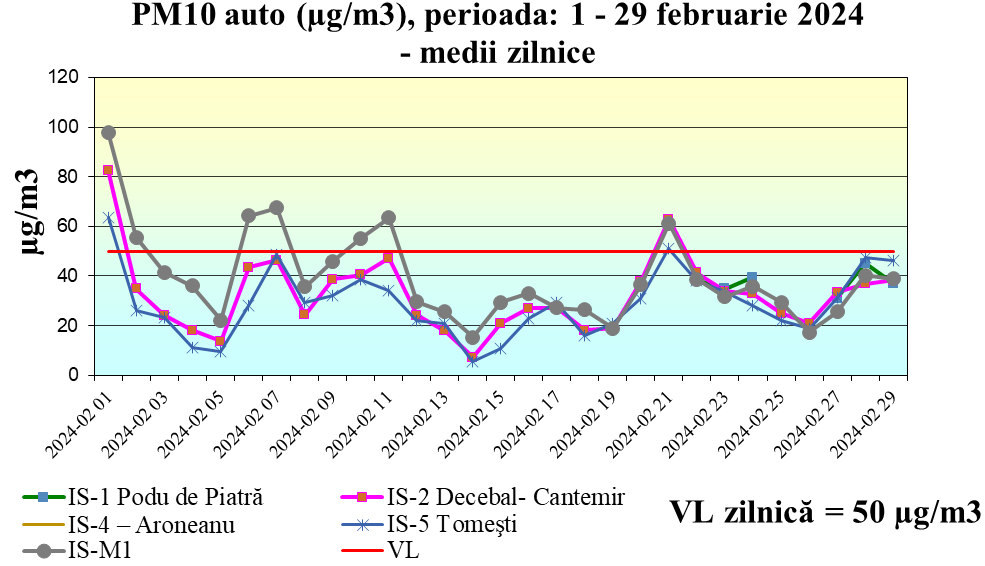 PM10 auto (µg/m3), perioada: 1 - 29 februarie 2024
- medii zilnice
µg/m3
120
100
80
60
40
20
0
2024-02 01
2024-02 03
2024-02 05
2024-02 07
2024-02 09
2024-02 11
2024-02 13
2024-02 15
2024-02 17
2024-02 19
2024-02 21
2024-02 23
2024-02 25
2024-02 27
2024-02 29
IS-1 Podu de Piatră
IS-2 Decebal- Cantemir
IS-4 – Aroneanu
IS-5 Tomeşti
IS-M1
VL
VL zilnică = 50 µg/m3